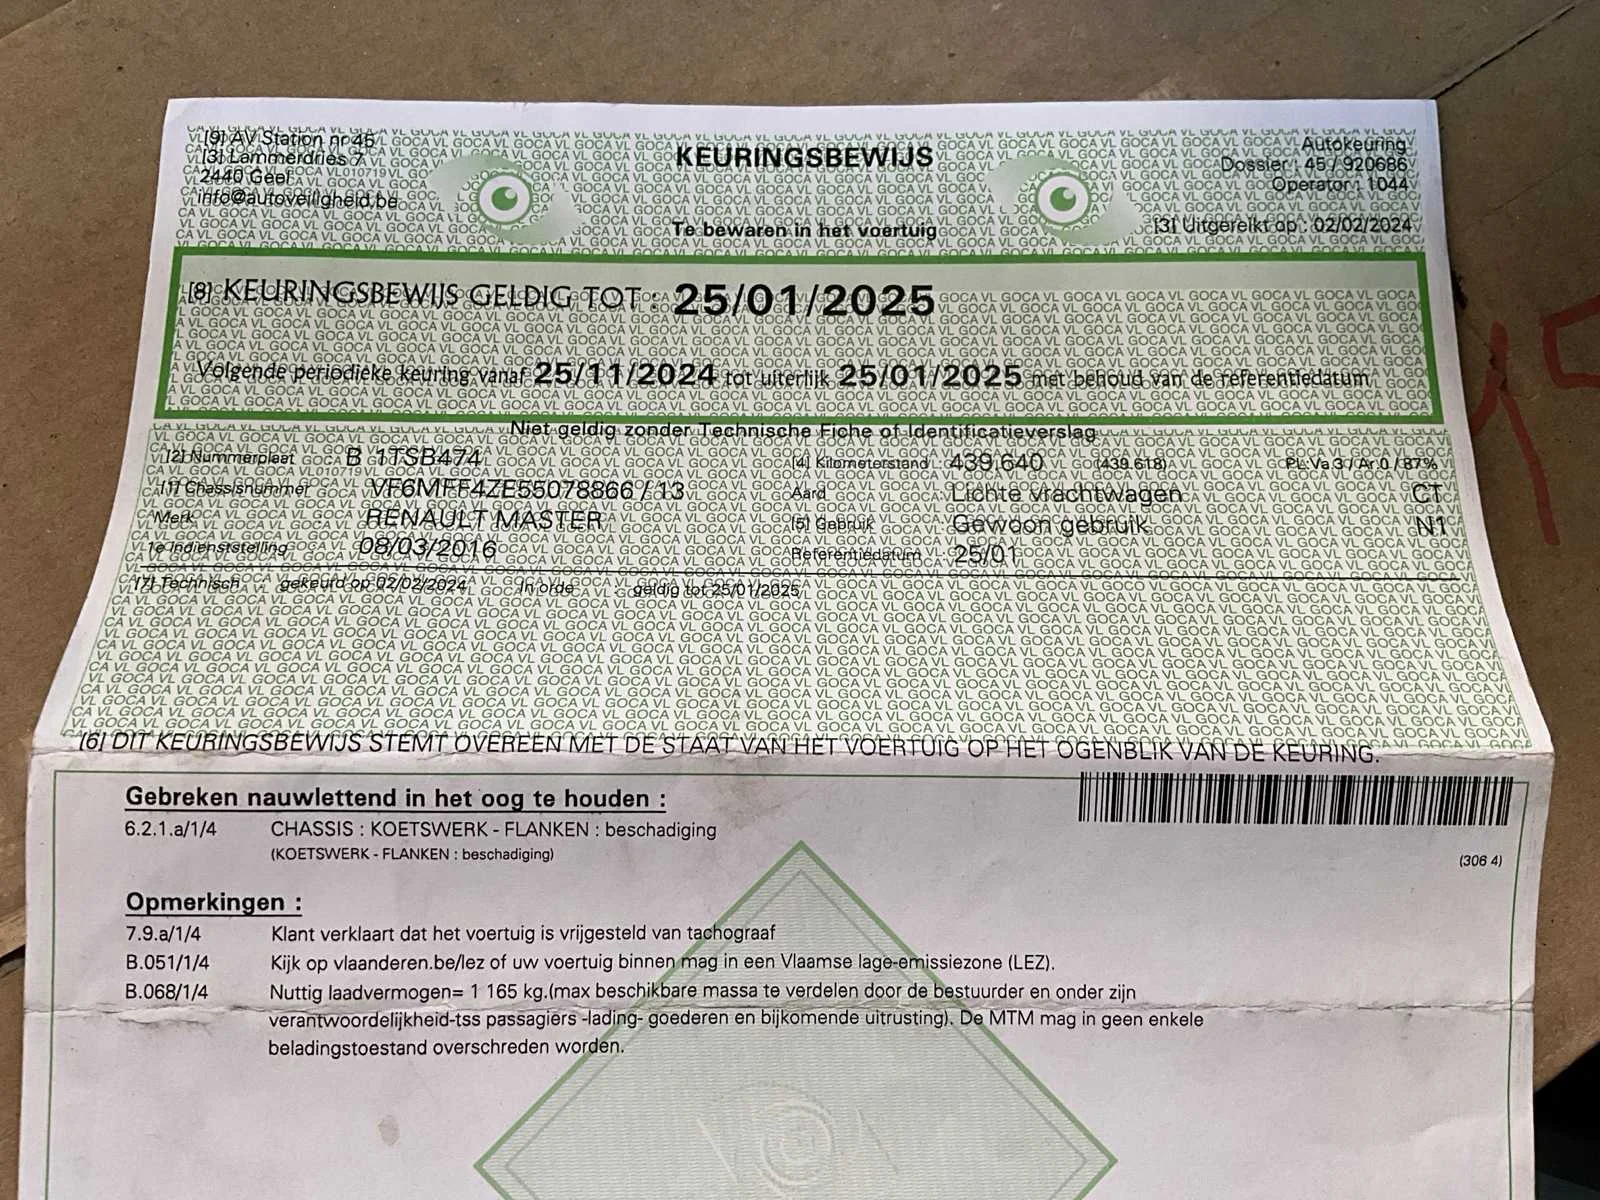 [9] AV Station nr 45
[3] Lammerdries 7
2440 Geel
info@autoveiligheid.be
KEURINGSBEWIJS
Te bewaren in het voertuig
Autokeuring
Dossier : 45 / 920686
Operator : 1044
[3] Uitgereikt op : 02/02/2024
[8] KEURINGSBEWIJS GELDIG TOT : 25/01/2025
Volgende periodieke keuring vanaf 25/11/2024 tot uiterlijk 25/01/2025 met behoud van de referentiedatum
Niet geldig zonder Technische Fiche of Identificatieverslag
[2] Nummerplaat B 1TSB474 [4] Kilometerstand 439.640 (439.618) PL:Va 3 / Ar 0 / 87%
[1] Chassisnummer VF6MFF4ZE55078866 / 13 Aard Lichte vrachtwagen CT
Merk RENAULT MASTER [5] Gebruik Gewoon gebruik N1
1e Indienststelling 08/03/2016 Referentiedatum 25/01
[7] Technisch gekeurd op 02/02/2024 In orde : geldig tot 25/01/2025
[6] DIT KEURINGSBEWIJS STEMT OVEREEN MET DE STAAT VAN HET VOERTUIG OP HET OGENBLIK VAN DE KEURING.
Gebreken nauwlettend in het oog te houden :
6.2.1.a/1/4 CHASSIS : KOETSWERK - FLANKEN : beschadiging
(KOETSWERK - FLANKEN : beschadiging)
(306 4)
Opmerkingen :
7.9.a/1/4 Klant verklaart dat het voertuig is vrijgesteld van tachograaf
B.051/1/4 Kijk op vlaanderen.be/lez of uw voertuig binnen mag in een Vlaamse lage-emissiezone (LEZ).
B.068/1/4 Nuttig laadvermogen= 1 165 kg.(max beschikbare massa te verdelen door de bestuurder en onder zijn
verantwoordelijkheid-tss passagiers -lading- goederen en bijkomende uitrusting). De MTM mag in geen enkele
beladingstoestand overschreden worden.